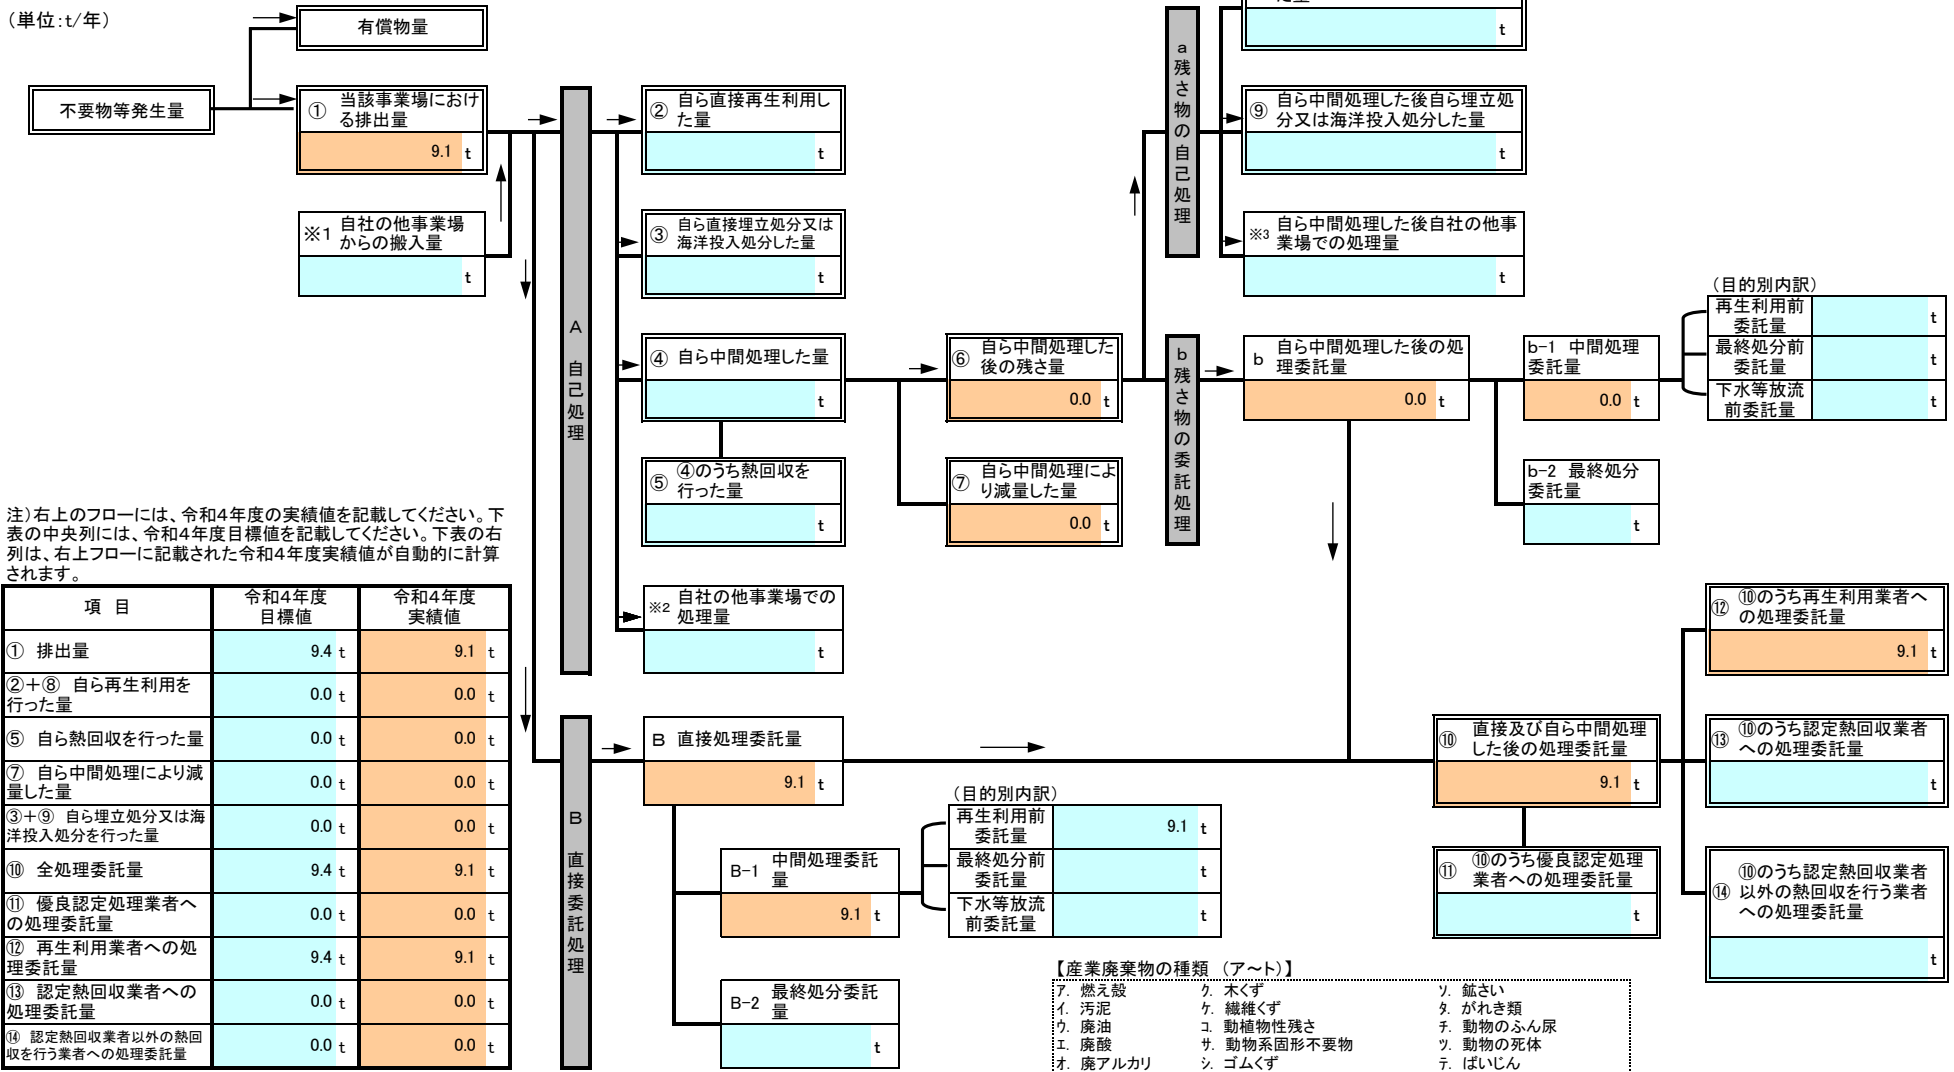 （単位：t/年）
有償物量
不要物等発生量
① 当該事業場におけ
る排出量
9.1 t
※1 自社の他事業場
からの搬入量
t
A 自己処理
② 自ら直接再生利用し
た量
t
③ 自ら直接埋立処分又は
海洋投入処分した量
t
④ 自ら中間処理した量
t
⑤ ④のうち熱回収を
行った量
t
※2 自社の他事業場での
処理量
t
⑥ 自ら中間処理した
後の残さ量
0.0 t
⑦ 自ら中間処理によ
り減量した量
0.0 t
a 残さ物の自己処理
t
⑨ 自ら中間処理した後自ら埋立処
分又は海洋投入処分した量
t
※3 自ら中間処理した後自社の他事
業場での処理量
t
b 残さ物の委託処理
b 自ら中間処理した後の処
理委託量
0.0 t
b-1 中間処理
委託量
0.0 t
b-2 最終処分
委託量
t
（目的別内訳）
再生利用前
委託量
t
最終処分前
委託量
t
下水等放流
前委託量
t
注）右上のフローには、令和４年度の実績値を記載してください。下
表の中央列には、令和４年度目標値を記載してください。下表の右
列は、右上フローに記載された令和４年度実績値が自動的に計算
されます。
項 目
令和４年度
目標値
令和４年度
実績値
① 排出量 9.4 t 9.1 t
②＋⑧ 自ら再生利用を
行った量 0.0 t 0.0 t
⑤ 自ら熱回収を行った量 0.0 t 0.0 t
⑦ 自ら中間処理により減
量した量 0.0 t 0.0 t
③＋⑨ 自ら埋立処分又は海
洋投入処分を行った量 0.0 t 0.0 t
⑩ 全処理委託量 9.4 t 9.1 t
⑪ 優良認定処理業者へ
の処理委託量 0.0 t 0.0 t
⑫ 再生利用業者への処
理委託量 9.4 t 9.1 t
⑬ 認定熱回収業者への
処理委託量 0.0 t 0.0 t
⑭ 認定熱回収業者以外の熱回
収を行う業者への処理委託量 0.0 t 0.0 t
B 直接委託処理
B 直接処理委託量
9.1 t
B-1 中間処理委託
量
9.1 t
B-2 最終処分委託
量
t
（目的別内訳）
再生利用前
委託量
9.1 t
最終処分前
委託量
t
下水等放流
前委託量
t
⑩ 直接及び自ら中間処理
した後の処理委託量
9.1 t
⑪ ⑩のうち優良認定処理
業者への処理委託量
t
⑫ ⑩のうち再生利用業者へ
の処理委託量
9.1 t
⑬ ⑩のうち認定熱回収業者
への処理委託量
t
⑭ ⑩のうち認定熱回収業者
以外の熱回収を行う業者
への処理委託量
t
【産業廃棄物の種類 （ア～ト）】
ア. 燃え殻 ク. 木くず ソ. 鉱さい
イ. 汚泥 ケ. 繊維くず タ. がれき類
ウ. 廃油 コ. 動植物性残さ チ. 動物のふん尿
エ. 廃酸 サ. 動物系固形不要物 ツ. 動物の死体
オ. 廃アルカリ シ. ゴムくず テ. ばいじん